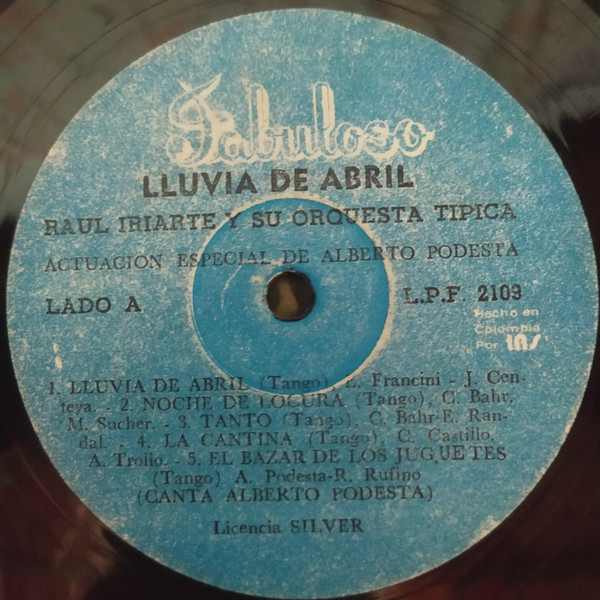 Fabuloso
LLUVIA DE ABRIL
RAUL IRIARTE Y SU ORQUESTA TIPICA
ACTUACION ESPECIAL DE ALBERTO PODESTA
LADO A
L.P.F. 2109
Hecho en
Colombia
Por INS
1. LLUVIA DE ABRIL (Tango), E. Francini - J. Cen-
teya. - 2. NOCHE DE LOCURA (Tango), C. Bahr,
M. Sucher. - 3. TANTO (Tango), C. Bahr-E. Ran-
dal. - 4. LA CANTINA (Tango), C. Castillo,
A. Troilo. - 5. EL BAZAR DE LOS JUGUETES
(Tango) A. Podesta-R. Rufino
(CANTA ALBERTO PODESTA)
Licencia SILVER